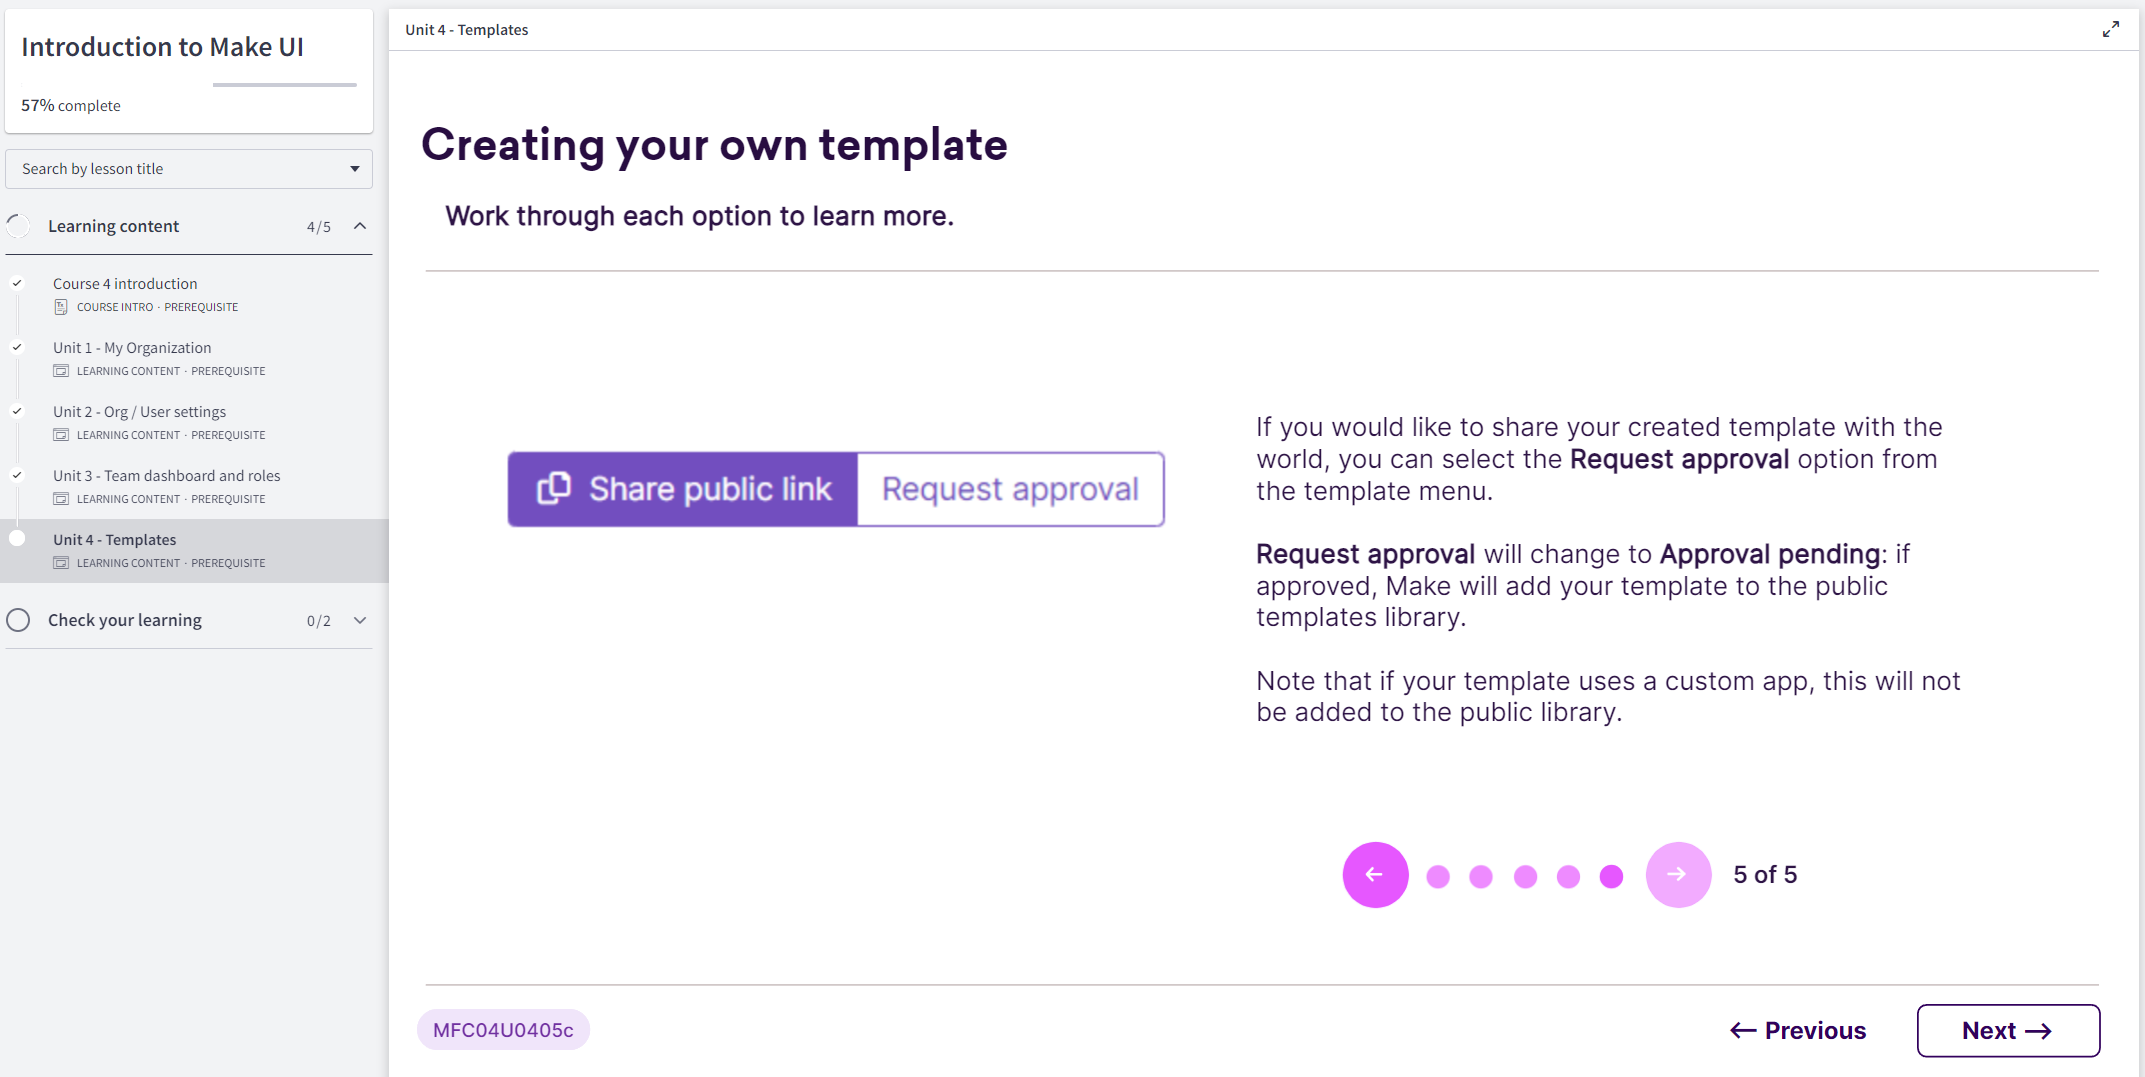 Introduction to Make UI
57% complete
Search by lesson title
Learning content 4/5
Course 4 introduction
COURSE INTRO · PREREQUISITE
Unit 1 - My Organization
LEARNING CONTENT · PREREQUISITE
Unit 2 - Org / User settings
LEARNING CONTENT · PREREQUISITE
Unit 3 - Team dashboard and roles
LEARNING CONTENT · PREREQUISITE
Unit 4 - Templates
LEARNING CONTENT · PREREQUISITE
Check your learning 0/2
Unit 4 - Templates
Creating your own template
Work through each option to learn more.
Share public link Request approval
If you would like to share your created template with the
world, you can select the Request approval option from
the template menu.
Request approval will change to Approval pending: if
approved, Make will add your template to the public
templates library.
Note that if your template uses a custom app, this will not
be added to the public library.
5 of 5
MFC04U0405c
← Previous
Next →